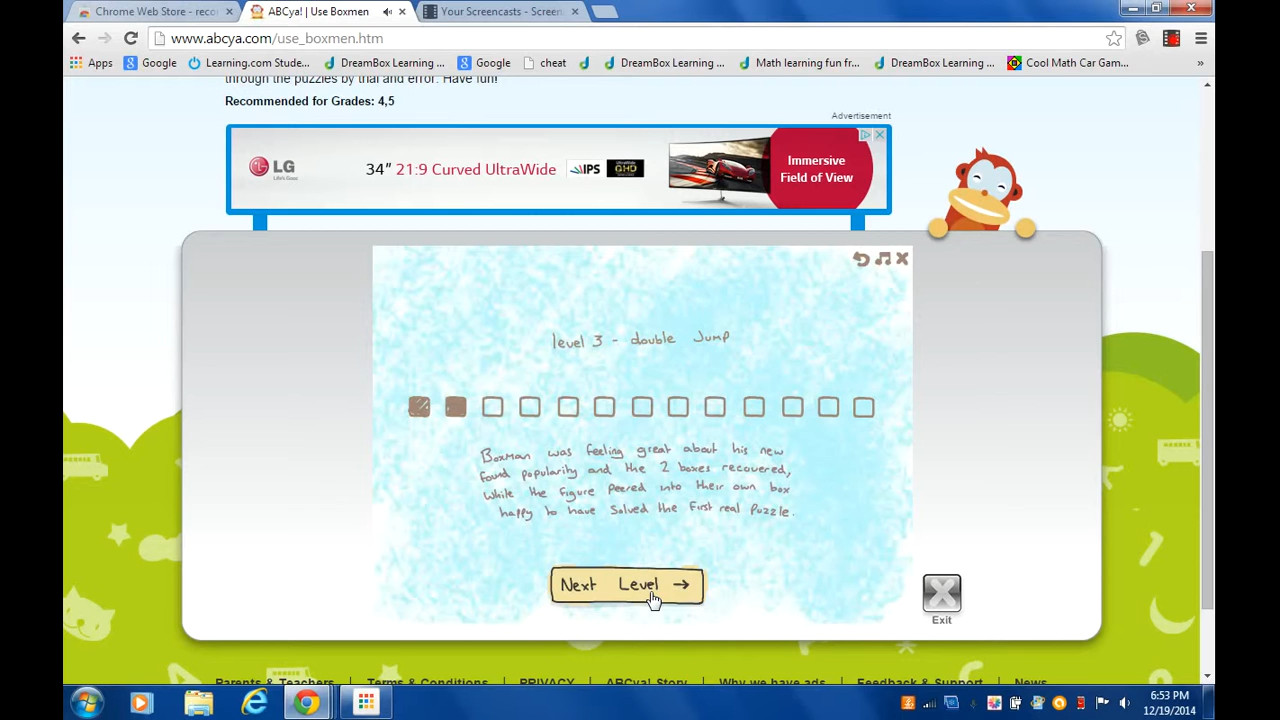 Chrome Web Store - reco
ABCya! | Use Boxmen
Your Screencasts - Screen
www.abcya.com/use_boxmen.htm
Apps
Google
Learning.com Stude...
DreamBox Learning ...
Google
cheat
DreamBox Learning ...
Math learning fun fr...
DreamBox Learning ...
Cool Math Car Gam...
»
through the puzzles by trial and error. Have fun!
Recommended for Grades: 4,5
Advertisement
LG
Life's Good
34" 21:9 Curved UltraWide
IPS
UltraWide
QHD
Immersive
Field of View
level 3 - double Jump
Boxman was feeling great about his new
found popularity and the 2 boxes recovered,
while the figure peered into their own box
happy to have solved the first real puzzle.
Next Level →
Exit
Parents & Teachers
Terms & Conditions
PRIVACY
ABCya! Story
Why we have ads
Feedback & Support
News
6:53 PM
12/19/2014